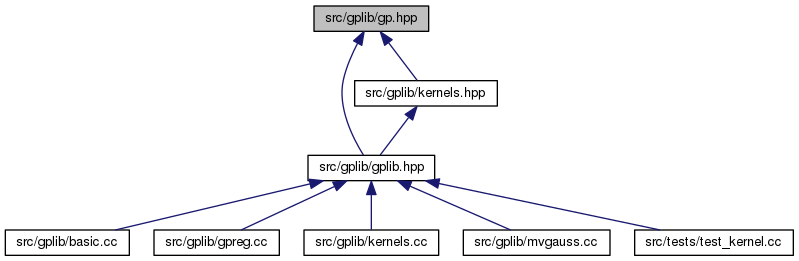 src/gplib/gp.hpp
src/gplib/kernels.hpp
src/gplib/gplib.hpp
src/gplib/basic.cc
src/gplib/gpreg.cc
src/gplib/kernels.cc
src/gplib/mvgauss.cc
src/tests/test_kernel.cc